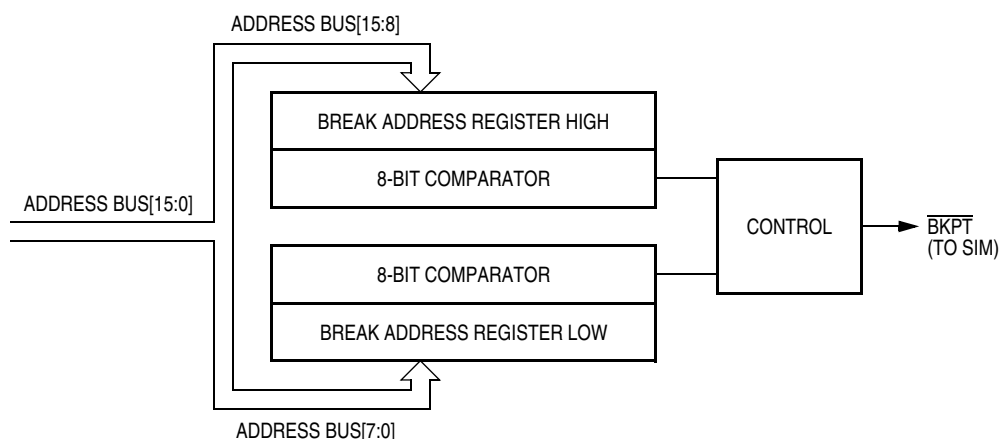 ADDRESS BUS[15:8]
BREAK ADDRESS REGISTER HIGH
8-BIT COMPARATOR
ADDRESS BUS[15:0]
CONTROL
BKPT
(TO SIM)
8-BIT COMPARATOR
BREAK ADDRESS REGISTER LOW
ADDRESS BUS[7:0]